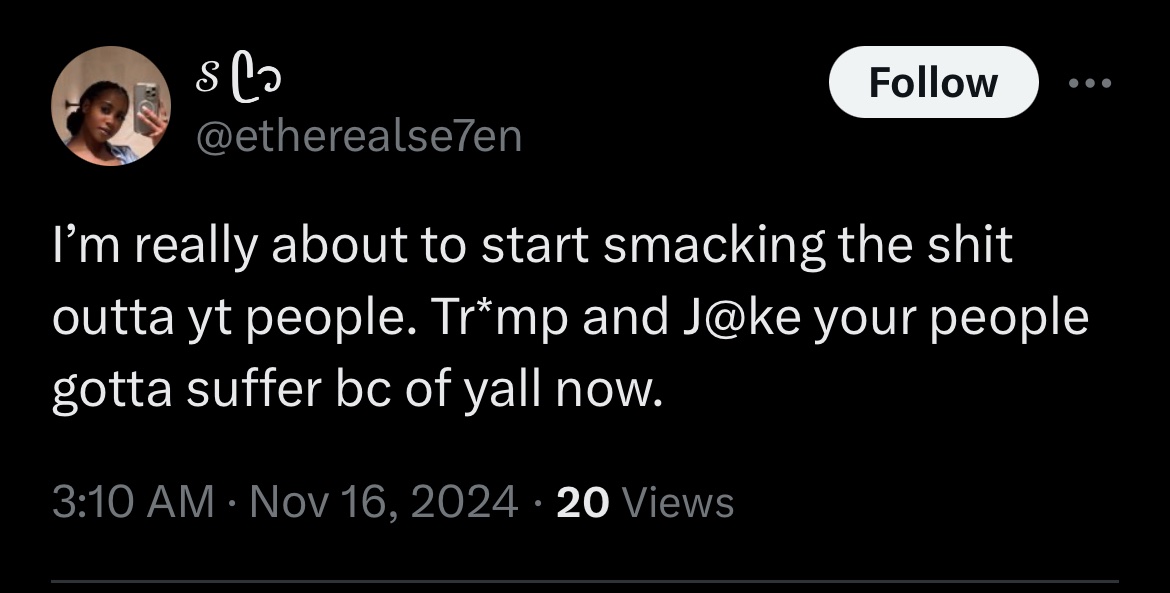 Follow
@etherealse7en
I’m really about to start smacking the shit
outta yt people. Tr*mp and J@ke your people
gotta suffer bc of yall now.
3:10 AM · Nov 16, 2024 · 20 Views